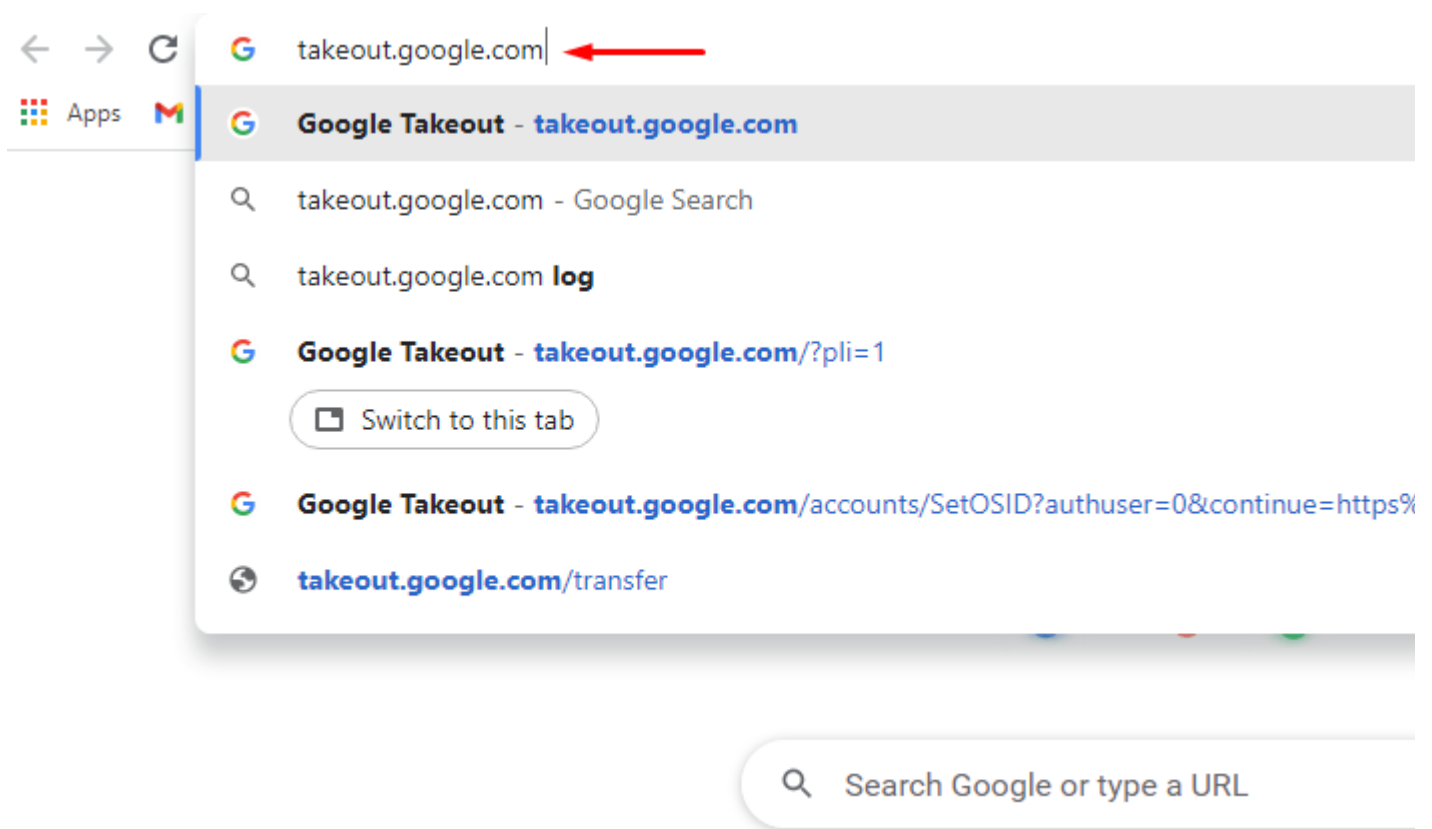 takeout.google.com
Apps
Google Takeout - takeout.google.com
takeout.google.com - Google Search
takeout.google.com log
Google Takeout - takeout.google.com/?pli=1
Switch to this tab
Google Takeout - takeout.google.com/accounts/SetOSID?authuser=0&continue=https%
takeout.google.com/transfer
Search Google or type a URL